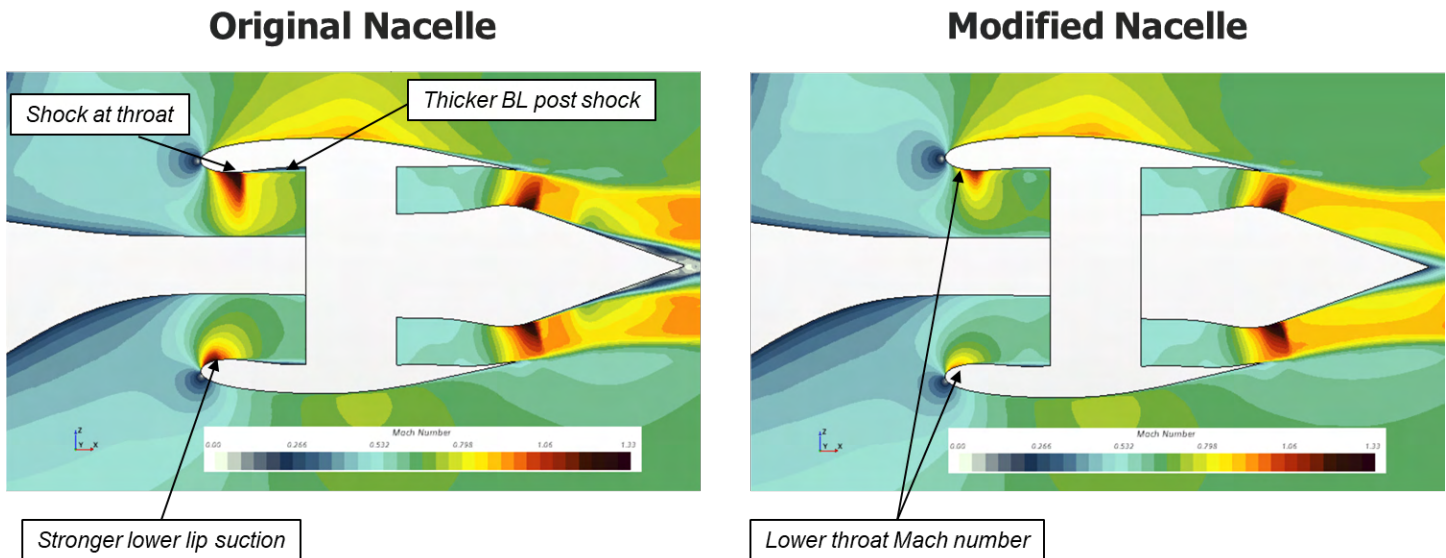 Original Nacelle
Modified Nacelle
Shock at throat
Thicker BL post shock
Z
Y X
Mach Number
0.00 0.266 0.532 0.798 1.06 1.33
Z
Y X
Mach Number
0.00 0.266 0.532 0.798 1.06 1.33
Stronger lower lip suction
Lower throat Mach number